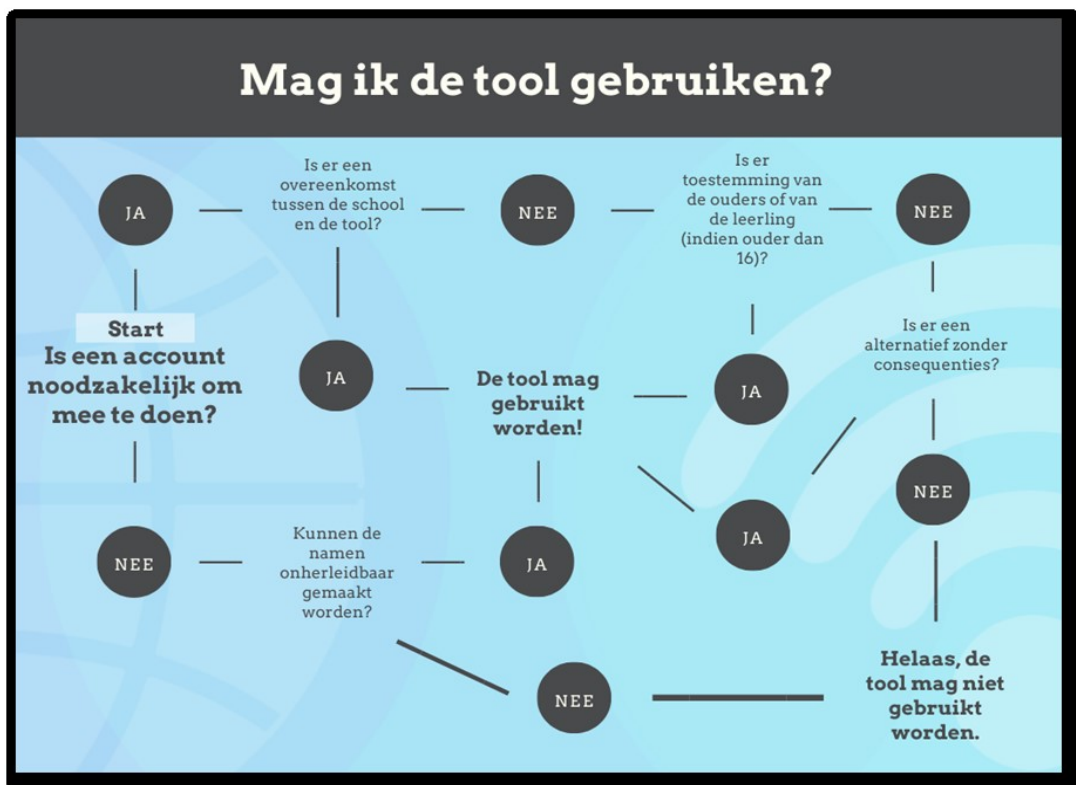 Mag ik de tool gebruiken?
JA
Is er een
overeenkomst
tussen de school
en de tool?
NEE
Is er
toestemming van
de ouders of van
de leerling
(indien ouder dan
16)?
NEE
Start
Is een account
noodzakelijk om
mee te doen?
JA
De tool mag
gebruikt
worden!
JA
Is er een
alternatief zonder
consequenties?
NEE
Kunnen de
namen
onherleidbaar
gemaakt
worden?
JA
JA
NEE
NEE
Helaas, de
tool mag niet
gebruikt
worden.